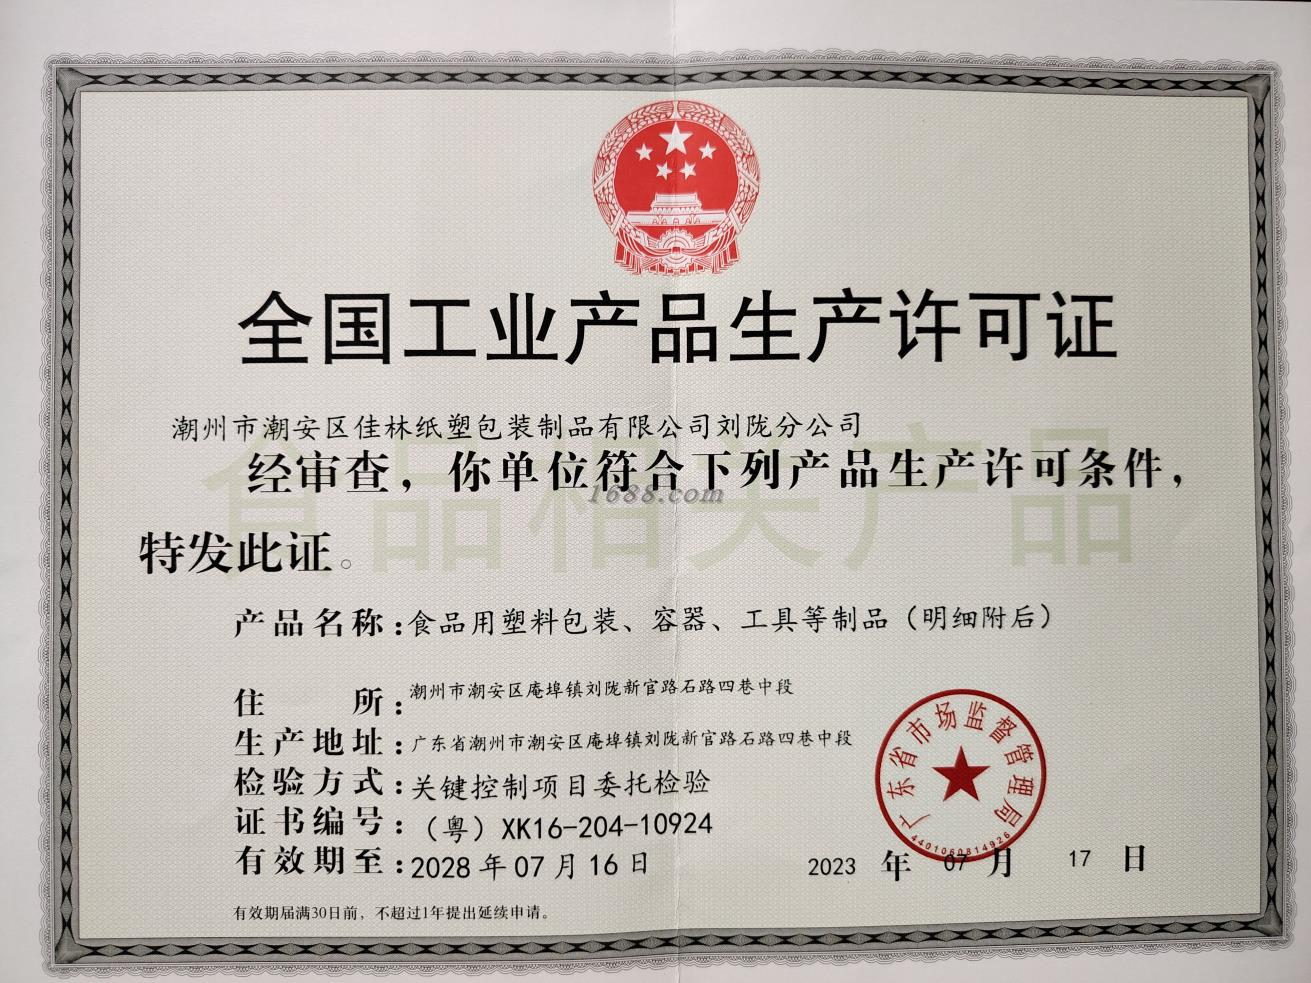 全国工业产品生产许可证
潮州市潮安区佳林纸塑包装制品有限公司刘陇分公司
食品相关产品
经审查，你单位符合下列产品生产许可条件，
1688.com
特发此证。
产品名称：食品用塑料包装、容器、工具等制品（明细附后）
住所：潮州市潮安区庵埠镇刘陇新官路石路四巷中段
生产地址：广东省潮州市潮安区庵埠镇刘陇新官路石路四巷中段
检验方式：关键控制项目委托检验
证书编号：（粤）XK16-204-10924
有效期至：2028年07月16日
广东省市场监督管理局
4401060814926
2023 年 07 月 17 日
有效期届满30日前，不超过1年提出延续申请。